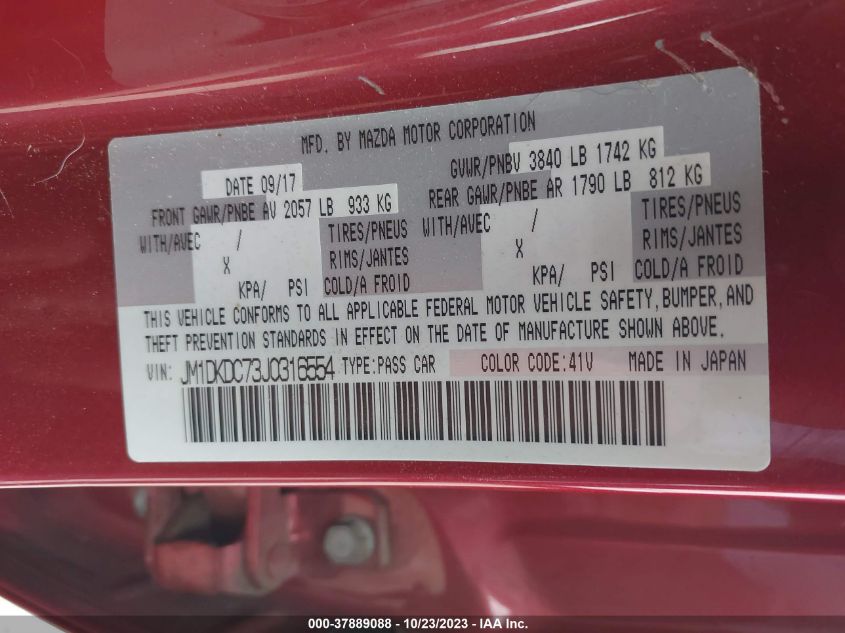 MFD. BY MAZDA MOTOR CORPORATION
DATE 09/17 GVWR/PNBV 3840 LB 1742 KG
FRONT GAWR/PNBE AV 2057 LB 933 KG REAR GAWR/PNBE AR 1790 LB 812 KG
WITH/AVEC / TIRES/PNEUS WITH/AVEC / TIRES/PNEUS
X RIMS/JANTES X RIMS/JANTES
KPA/ PSI COLD/A FROID KPA/ PSI COLD/A FROID
THIS VEHICLE CONFORMS TO ALL APPLICABLE FEDERAL MOTOR VEHICLE SAFETY, BUMPER, AND
THEFT PREVENTION STANDARDS IN EFFECT ON THE DATE OF MANUFACTURE SHOWN ABOVE.
VIN: JM1DKDC73J0316554 TYPE:PASS CAR COLOR CODE:41V MADE IN JAPAN
000-37889088 - 10/23/2023 - IAA Inc.